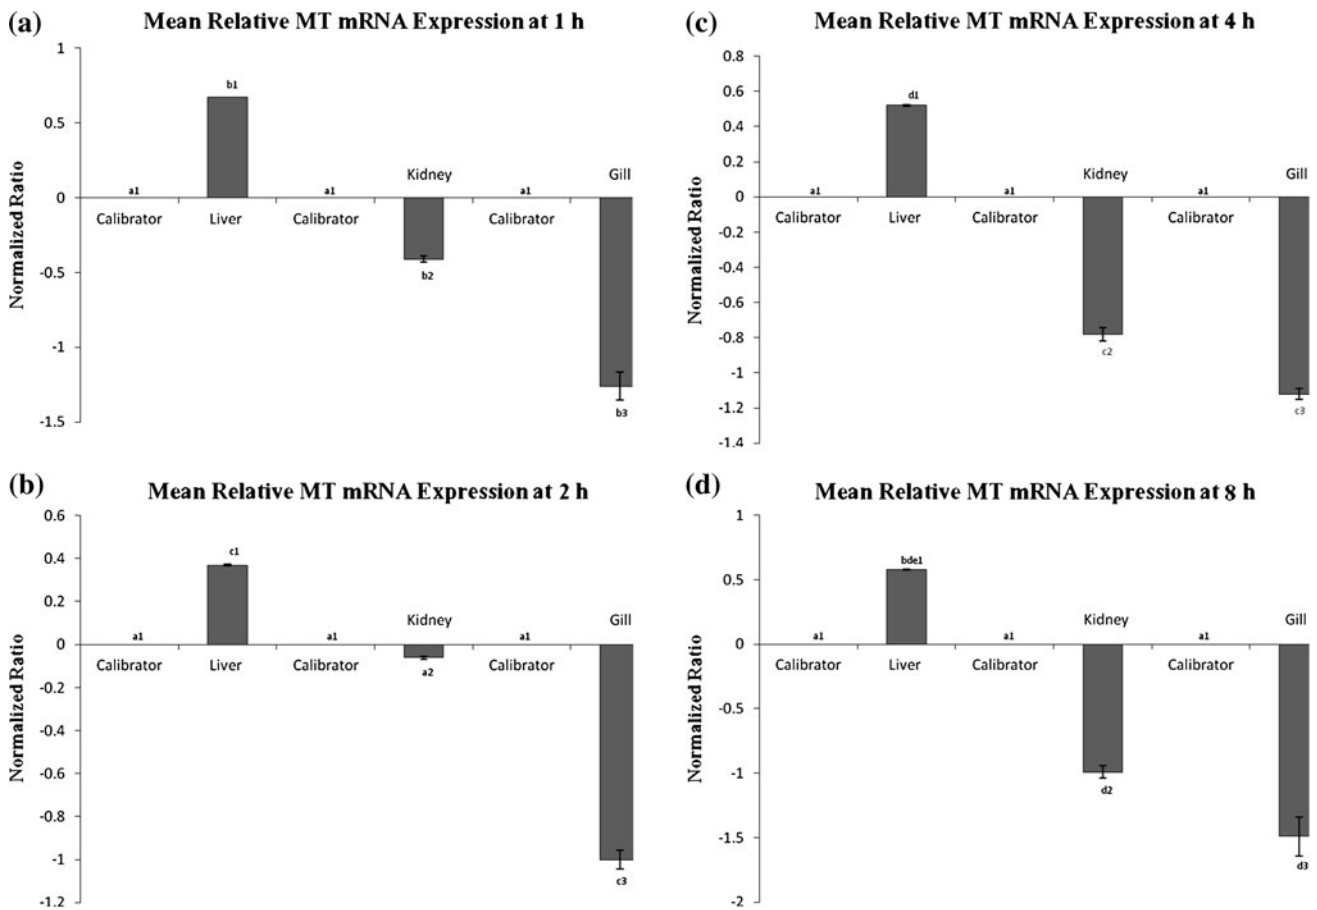 (a)
Mean Relative MT mRNA Expression at 1 h
Normalized Ratio
1
0.5
0
-0.5
-1
-1.5
a1
b1
a1
Kidney
a1
Gill
Calibrator
Liver
Calibrator
Calibrator
b2
b3
(b)
Mean Relative MT mRNA Expression at 2 h
Normalized Ratio
0.6
0.4
0.2
0
-0.2
-0.4
-0.6
-0.8
-1
-1.2
a1
c1
a1
Kidney
a1
Gill
Calibrator
Liver
Calibrator
Calibrator
a2
c3
(c)
Mean Relative MT mRNA Expression at 4 h
Normalized Ratio
0.8
0.6
0.4
0.2
0
-0.2
-0.4
-0.6
-0.8
-1
-1.2
-1.4
a1
d1
a1
Kidney
a1
Gill
Calibrator
Liver
Calibrator
Calibrator
c2
c3
(d)
Mean Relative MT mRNA Expression at 8 h
Normalized Ratio
1
0.5
0
-0.5
-1
-1.5
-2
a1
bde1
a1
Kidney
a1
Gill
Calibrator
Liver
Calibrator
Calibrator
d2
d3